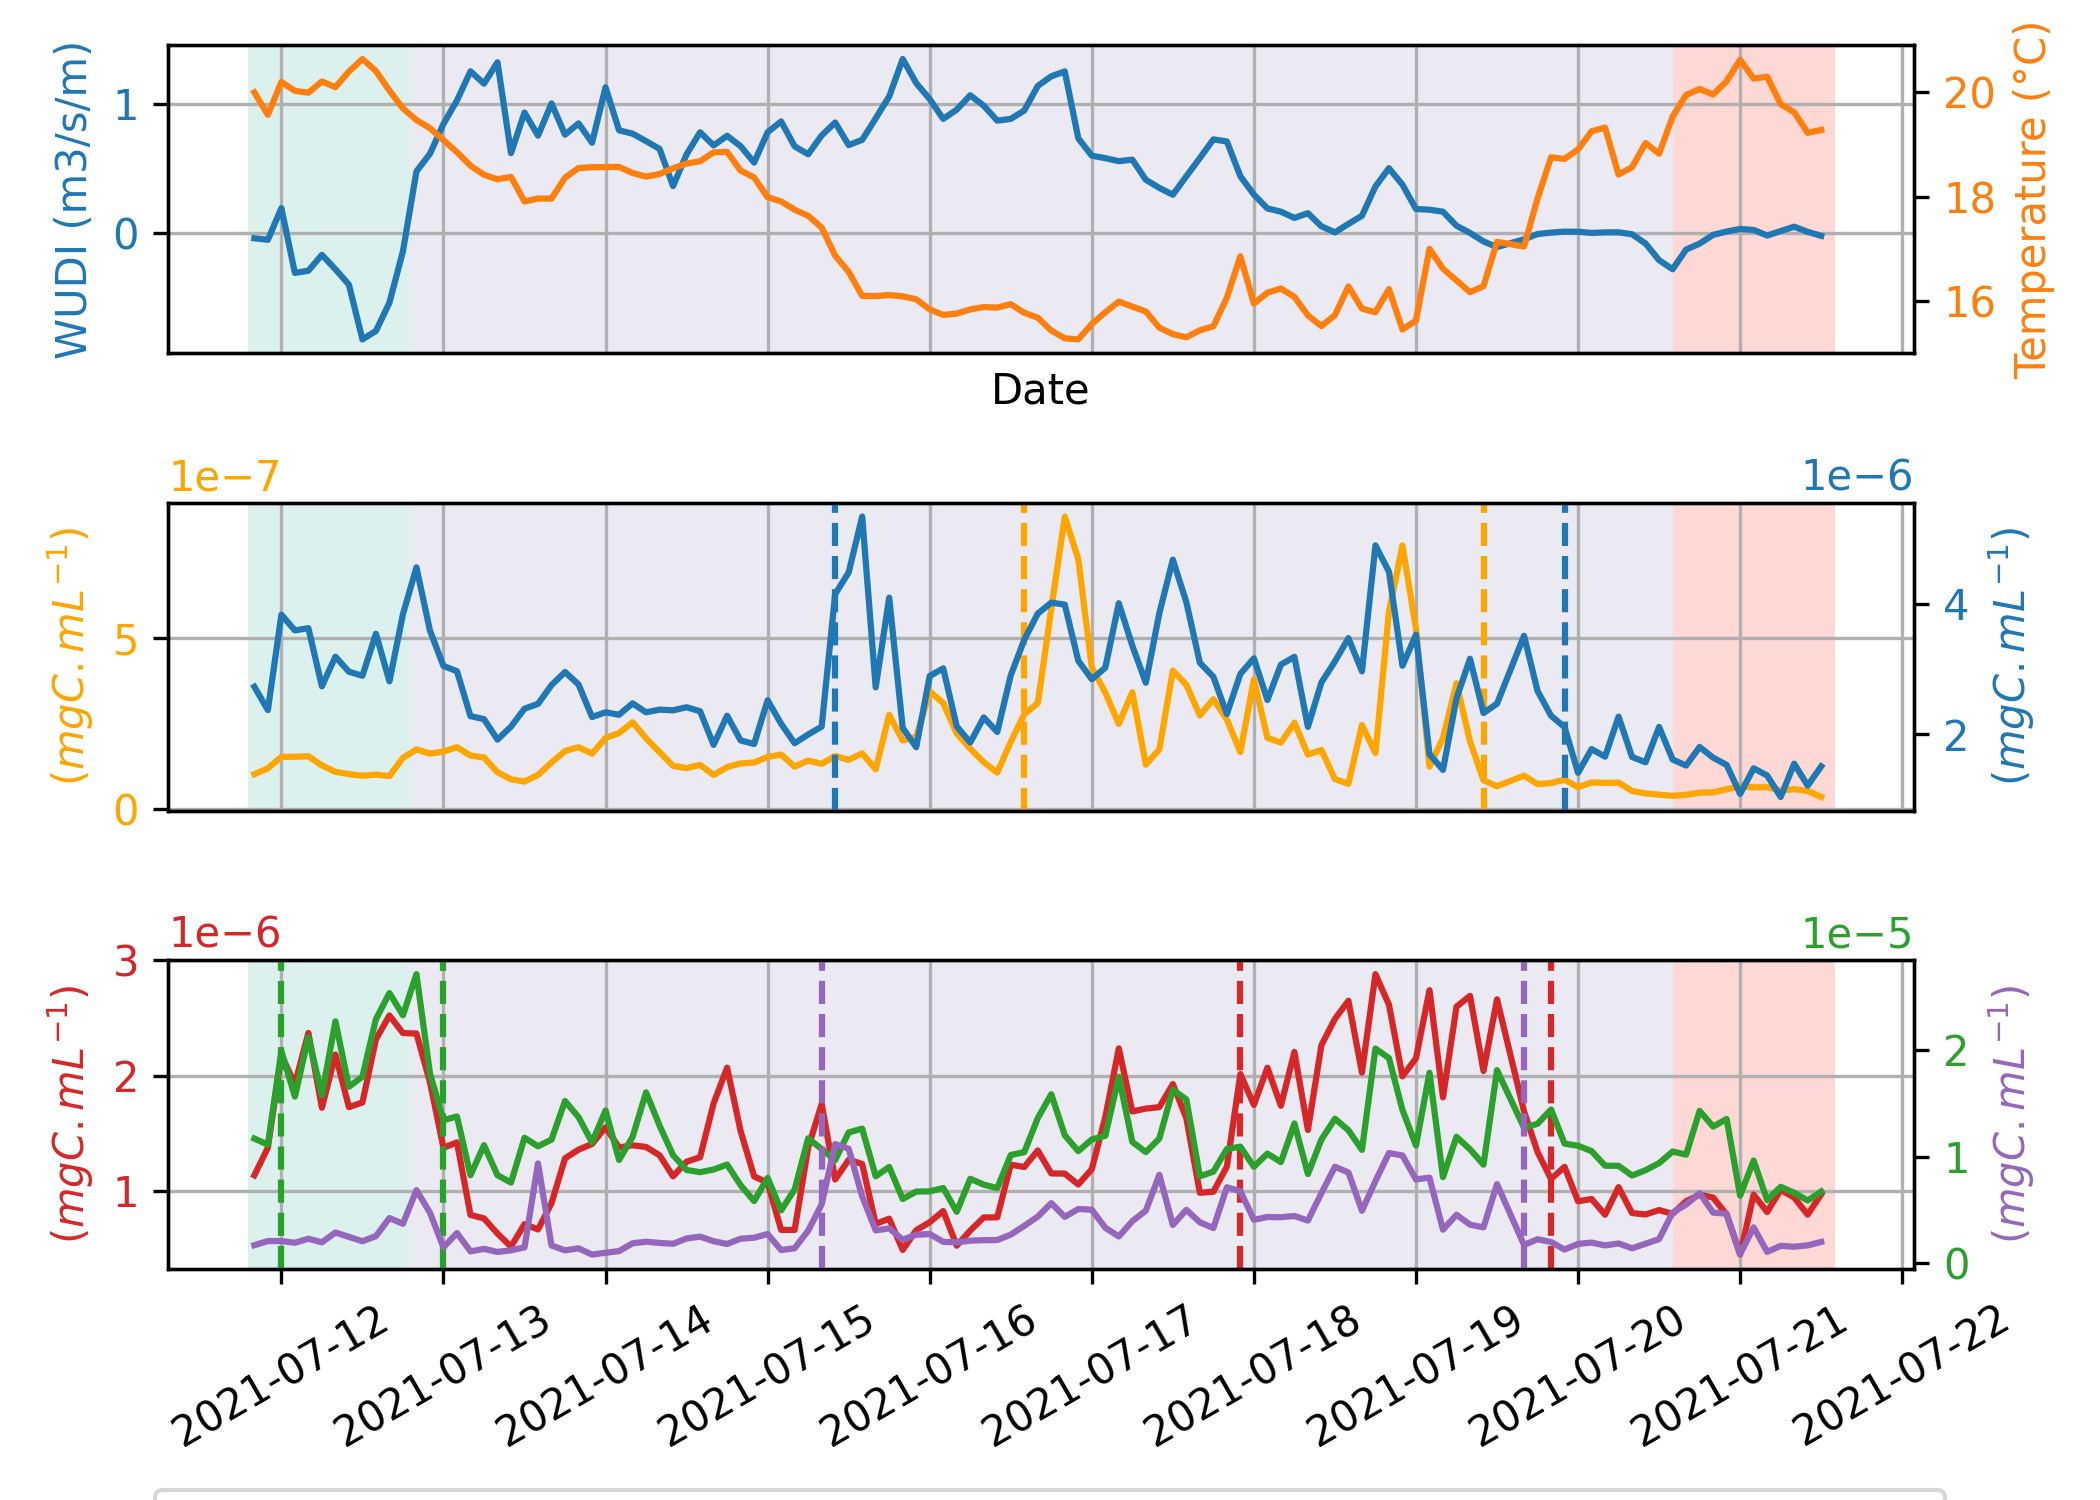 WUDI (m3/s/m)
1
0
20
18
16
Temperature (°C)
Date
1e−7
1e−6
(mgC.mL⁻¹)
5
0
4
2
(mgC.mL⁻¹)
1e−6
1e−5
(mgC.mL⁻¹)
3
2
1
2
1
0
(mgC.mL⁻¹)
2021-07-12
2021-07-13
2021-07-14
2021-07-15
2021-07-16
2021-07-17
2021-07-18
2021-07-19
2021-07-20
2021-07-21
2021-07-22